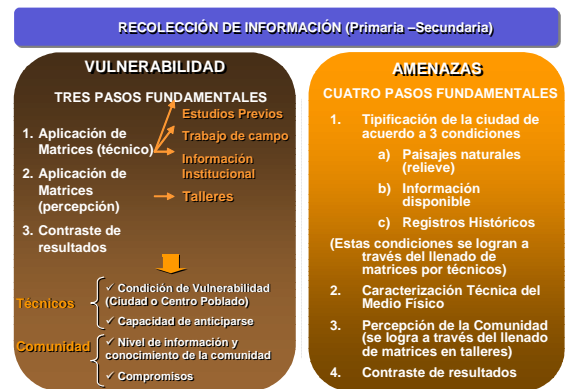 RECOLECCIÓN DE INFORMACIÓN (Primaria –Secundaria)
VULNERABILIDAD
TRES PASOS FUNDAMENTALES
1. Aplicación de
Matrices (técnico)
2. Aplicación de
Matrices
(percepción)
3. Contraste de
resultados
Estudios Previos
Trabajo de campo
Información
Institucional
Talleres
Técnicos
✓ Condición de Vulnerabilidad
(Ciudad o Centro Poblado)
✓ Capacidad de anticiparse
Comunidad
✓ Nivel de información y
conocimiento de la comunidad
✓ Compromisos
AMENAZAS
CUATRO PASOS FUNDAMENTALES
1. Tipificación de la ciudad de
acuerdo a 3 condiciones
a) Paisajes naturales
(relieve)
b) Información
disponible
c) Registros Históricos
(Estas condiciones se logran a
través del llenado de
matrices por técnicos)
2. Caracterización Técnica del
Medio Físico
3. Percepción de la Comunidad
(se logra a través del llenado
de matrices en talleres)
4. Contraste de resultados